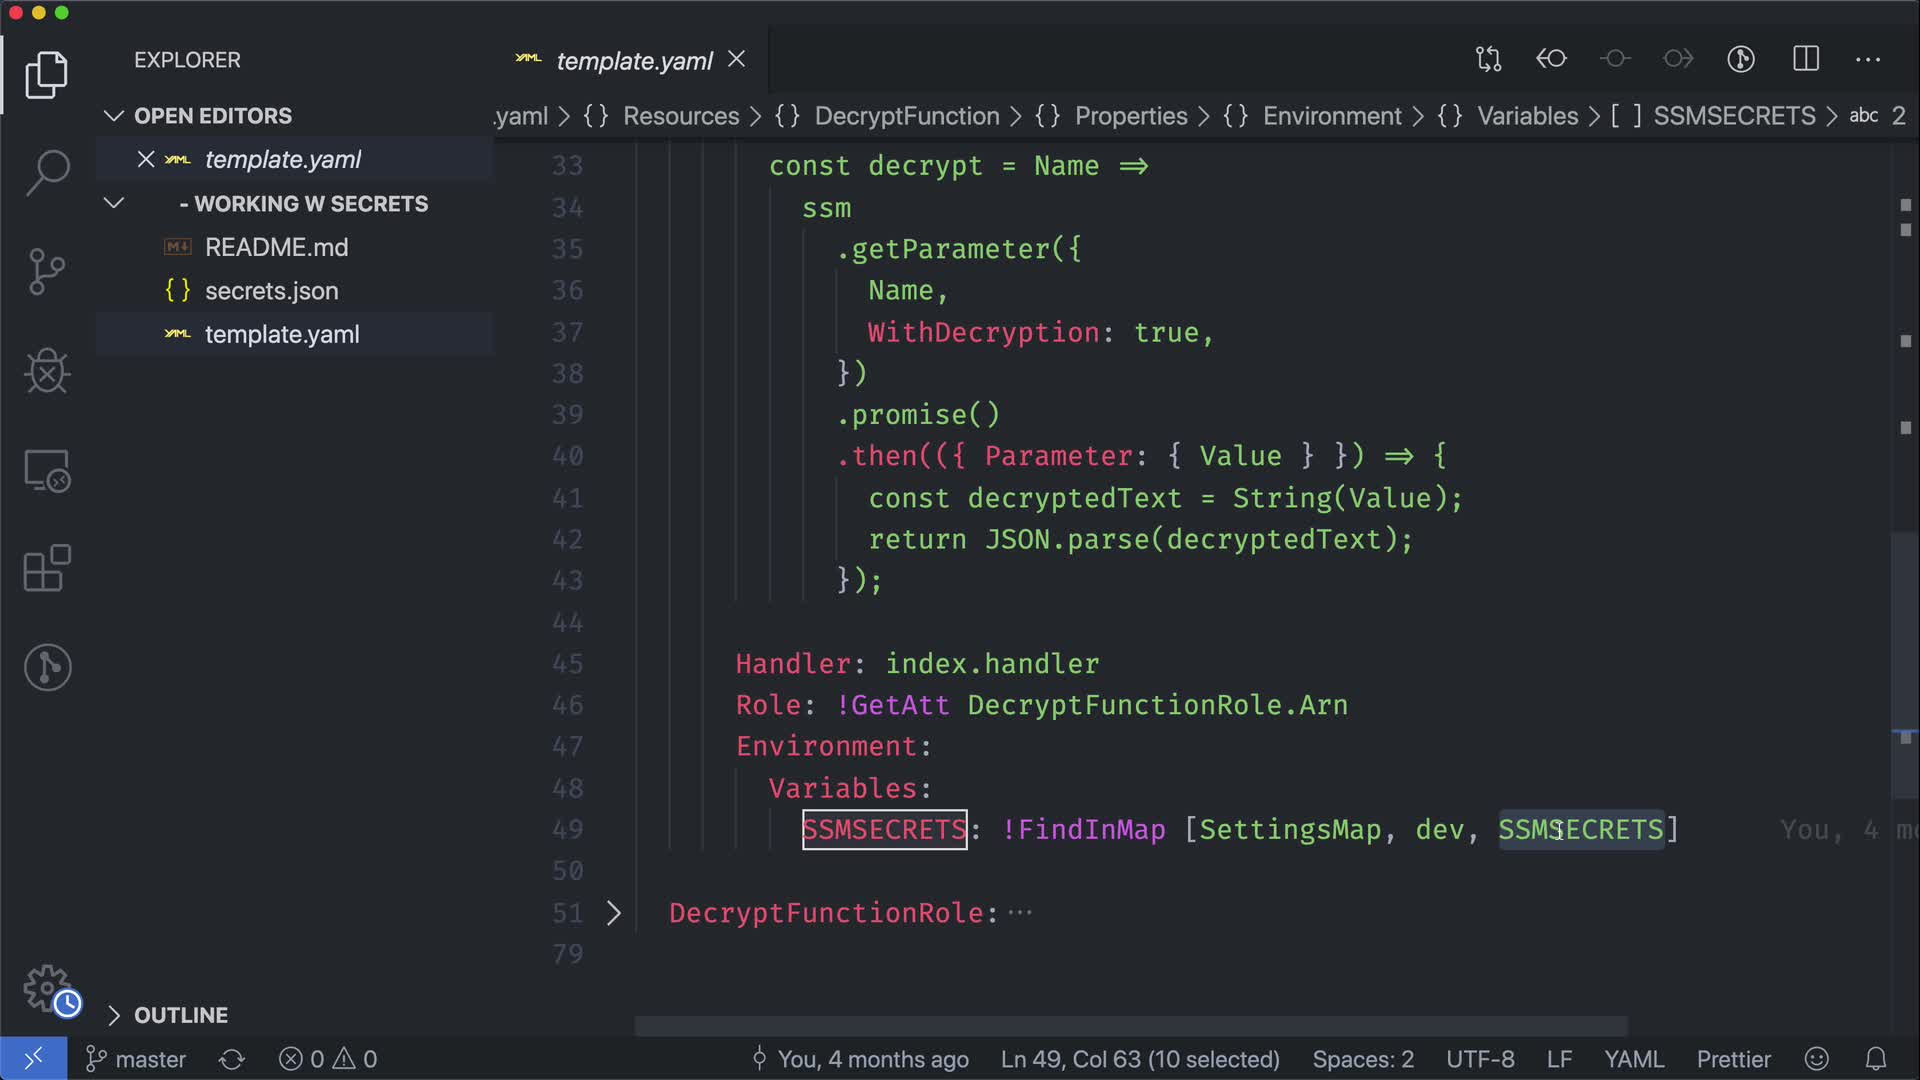 EXPLORER
OPEN EDITORS
template.yaml
- WORKING W SECRETS
README.md
secrets.json
template.yaml
OUTLINE
template.yaml
.yaml > {} Resources > {} DecryptFunction > {} Properties > {} Environment > {} Variables > [ ] SSMSECRETS > abc 2
33 const decrypt = Name =>
34 ssm
35 .getParameter({
36 Name,
37 WithDecryption: true,
38 })
39 .promise()
40 .then(({ Parameter: { Value } }) => {
41 const decryptedText = String(Value);
42 return JSON.parse(decryptedText);
43 });
44
45 Handler: index.handler
46 Role: !GetAtt DecryptFunctionRole.Arn
47 Environment:
48 Variables:
49 SSMSECRETS: !FindInMap [SettingsMap, dev, SSMSECRETS] You, 4 mo
50
51 DecryptFunctionRole:···
79
master 0 0 You, 4 months ago Ln 49, Col 63 (10 selected) Spaces: 2 UTF-8 LF YAML Prettier